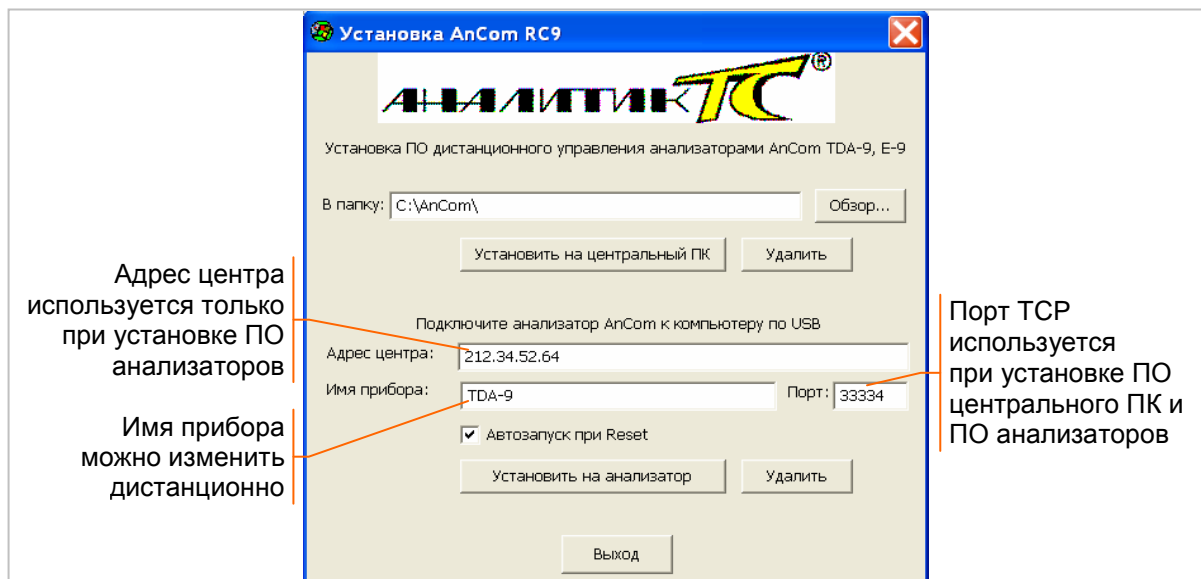 Установка AnCom RC9
АНАЛИТИК ТС ®
Установка ПО дистанционного управления анализаторами AnCom TDA-9, E-9
В папку: C:\AnCom\ Обзор...
Установить на центральный ПК Удалить
Адрес центра
используется только
при установке ПО
анализаторов
Подключите анализатор AnCom к компьютеру по USB
Адрес центра: 212.34.52.64
Имя прибора: TDA-9 Порт: 33334
Порт TCP
используется
при установке ПО
центрального ПК и
ПО анализаторов
Имя прибора
можно изменить
дистанционно
Автозапуск при Reset
Установить на анализатор Удалить
Выход